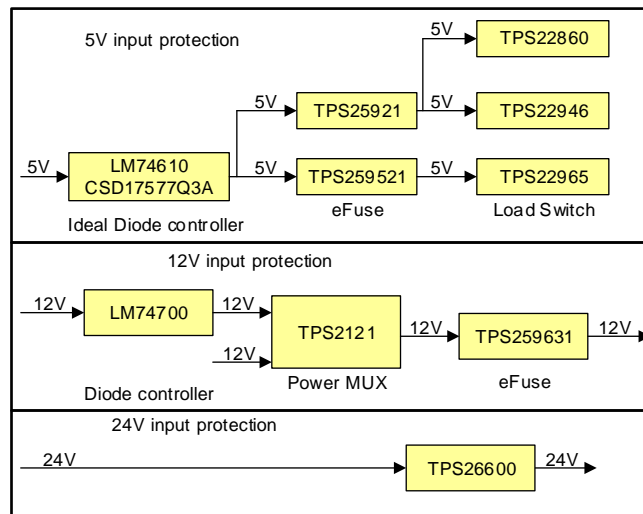 5V input protection
5V
TPS22860
5V
TPS25921
5V
TPS22946
5V
LM74610
CSD17577Q3A
5V
TPS259521
5V
TPS22965
Ideal Diode controller
eFuse
Load Switch
12V input protection
12V
LM74700
12V
12V
TPS2121
12V
TPS259631
12V
Diode controller
Power MUX
eFuse
24V input protection
24V
TPS26600
24V